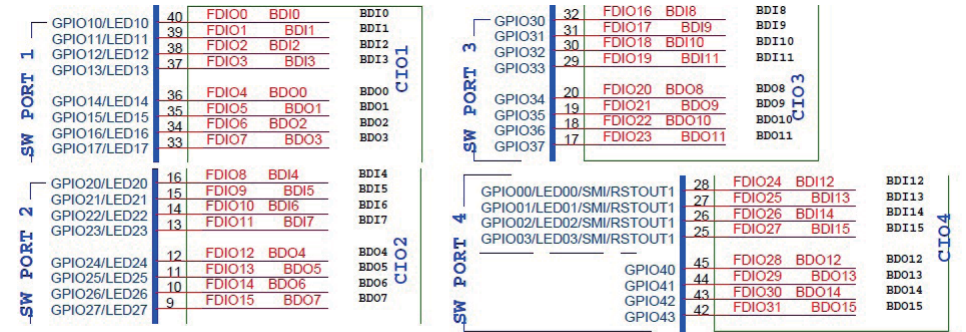 SW PORT 1
GPIO10/LED10 40 FDIO0 BDI0 BDI0
GPIO11/LED11 39 FDIO1 BDI1 BDI1
GPIO12/LED12 38 FDIO2 BDI2 BDI2
GPIO13/LED13 37 FDIO3 BDI3 BDI3
GPIO14/LED14 36 FDIO4 BDO0 BDO0
GPIO15/LED15 35 FDIO5 BDO1 BDO1
GPIO16/LED16 34 FDIO6 BDO2 BDO2
GPIO17/LED17 33 FDIO7 BDO3 BDO3
CIO1
SW PORT 3
GPIO30 32 FDIO16 BDI8 BDI8
GPIO31 31 FDIO17 BDI9 BDI9
GPIO32 30 FDIO18 BDI10 BDI10
GPIO33 29 FDIO19 BDI11 BDI11
GPIO34 20 FDIO20 BDO8 BDO8
GPIO35 19 FDIO21 BDO9 BDO9
GPIO36 18 FDIO22 BDO10 BDO10
GPIO37 17 FDIO23 BDO11 BDO11
CIO3
SW PORT 2
GPIO20/LED20 16 FDIO8 BDI4 BDI4
GPIO21/LED21 15 FDIO9 BDI5 BDI5
GPIO22/LED22 14 FDIO10 BDI6 BDI6
GPIO23/LED23 13 FDIO11 BDI7 BDI7
GPIO24/LED24 12 FDIO12 BDO4 BDO4
GPIO25/LED25 11 FDIO13 BDO5 BDO5
GPIO26/LED26 10 FDIO14 BDO6 BDO6
GPIO27/LED27 9 FDIO15 BDO7 BDO7
CIO2
SW PORT 4
GPIO00/LED00/SMI/RSTOUT1 28 FDIO24 BDI12 BDI12
GPIO01/LED01/SMI/RSTOUT1 27 FDIO25 BDI13 BDI13
GPIO02/LED02/SMI/RSTOUT1 26 FDIO26 BDI14 BDI14
GPIO03/LED03/SMI/RSTOUT1 25 FDIO27 BDI15 BDI15
GPIO40 45 FDIO28 BDO12 BDO12
GPIO41 44 FDIO29 BDO13 BDO13
GPIO42 43 FDIO30 BDO14 BDO14
GPIO43 42 FDIO31 BDO15 BDO15
CIO4